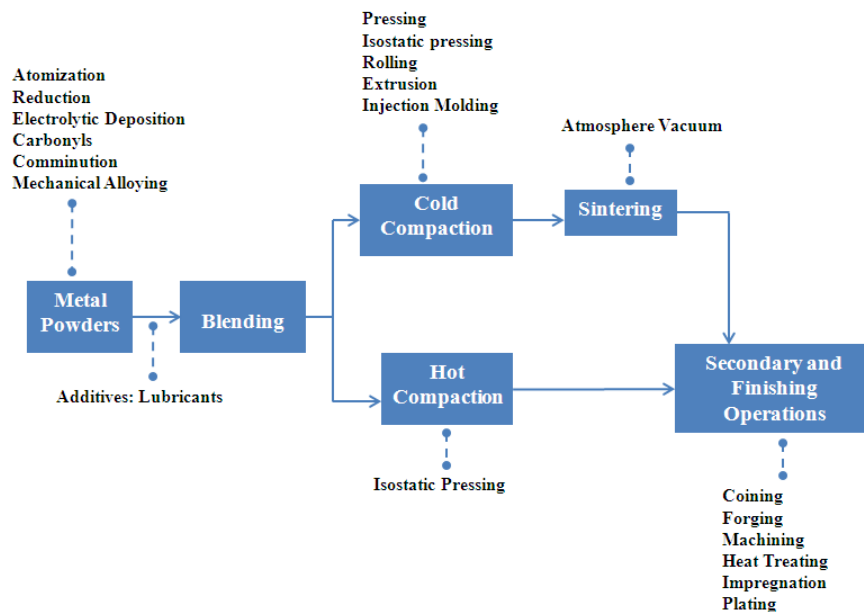 Pressing
Isostatic pressing
Rolling
Extrusion
Injection Molding
Atomization
Reduction
Electrolytic Deposition
Carbonyls
Comminution
Mechanical Alloying
Atmosphere Vacuum
Cold
Compaction
Sintering
Metal
Powders
Blending
Additives: Lubricants
Hot
Compaction
Isostatic Pressing
Secondary and
Finishing
Operations
Coining
Forging
Machining
Heat Treating
Impregnation
Plating